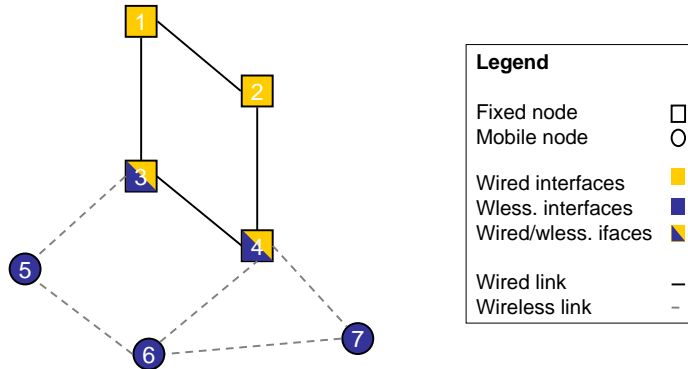 1
2
3
4
5
6
7
Legend
Fixed node
Mobile node
Wired interfaces
Wless. interfaces
Wired/wless. ifaces
Wired link
Wireless link